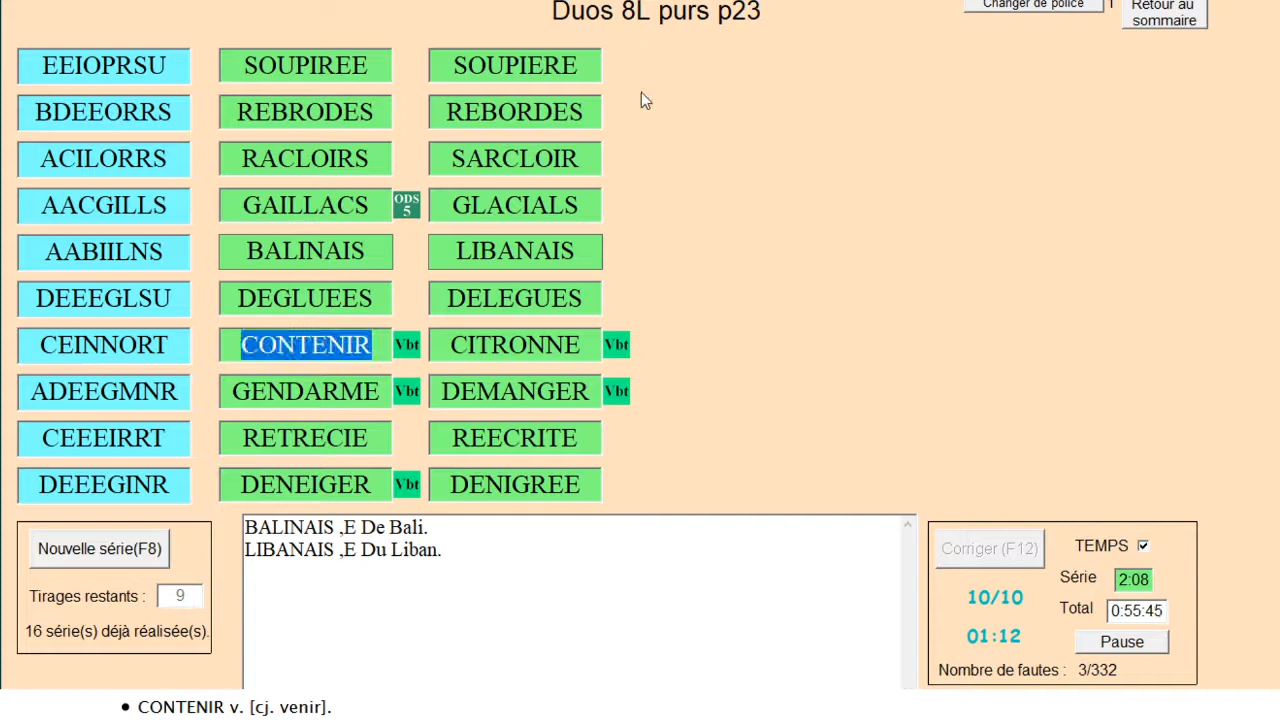 Duos 8L purs p23
Changer de police 1 Retour au
sommaire
EEIOPRSU SOUPIREE SOUPIERE
BDEEORRS REBRODES REBORDES
ACILORRS RACLOIRS SARCLOIR
AACGILLS GAILLACS ODS 5 GLACIALS
AABIILNS BALINAIS LIBANAIS
DEEEGLSU DEGLUEES DELEGUES
CEINNORT CONTENIR Vbt CITRONNE Vbt
ADEEGMNR GENDARME Vbt DEMANGER Vbt
CEEEIRRT RETRECIE REECRITE
DEEEGINR DENEIGER Vbt DENIGREE
Nouvelle série(F8)
Tirages restants : 9
16 série(s) déjà réalisée(s).
BALINAIS ,E De Bali.
LIBANAIS ,E Du Liban.
Corriger (F12) TEMPS
Série 2:08
10/10
Total 0:55:45
01:12
Pause
Nombre de fautes : 3/332
• CONTENIR v. [cj. venir].